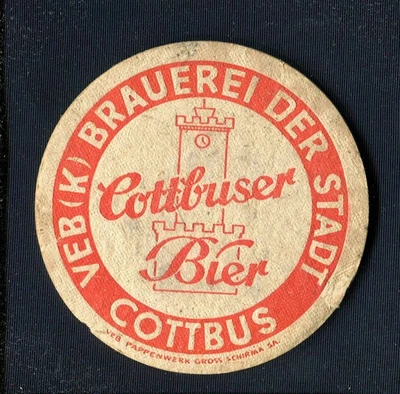 VEB(K) BRAUEREI DER STADT
COTTBUS
Cottbuser
Bier
VEB PAPPENWERK GROSS SCHIRMA SA.